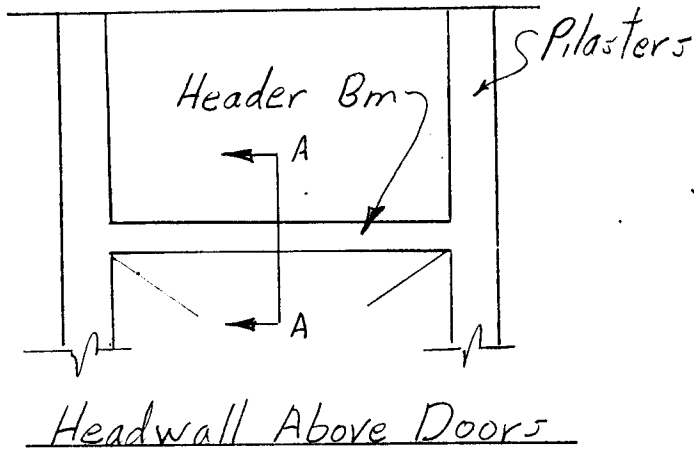 Pilasters
Header Bm
A
A
Headwall Above Doors